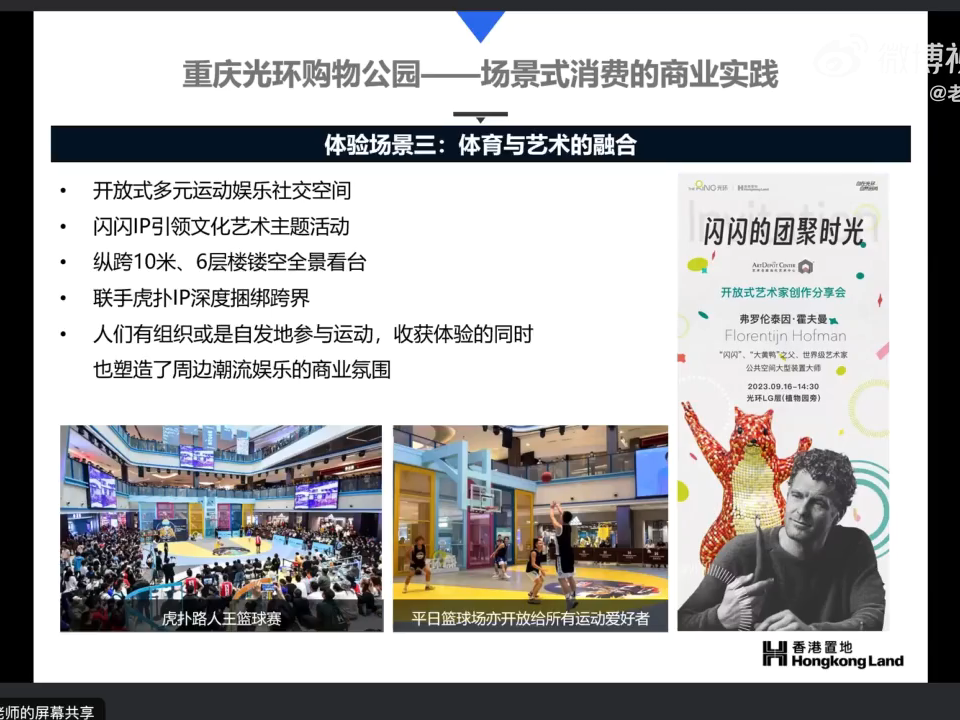 重庆光环购物公园——场景式消费的商业实践
体验场景三：体育与艺术的融合
• 开放式多元运动娱乐社交空间
• 闪闪IP引领文化艺术主题活动
• 纵跨10米、6层楼镂空全景看台
• 联手虎扑IP深度捆绑跨界
• 人们有组织或是自发地参与运动，收获体验的同时
也塑造了周边潮流娱乐的商业氛围
Invitation
闪闪的团聚时光
ArtDepot Center
开放式艺术家创作分享会
弗罗伦泰因·霍夫曼
Florentijn Hofman
“闪闪”、“大黄鸭”之父、世界级艺术家
公共空间大型装置大师
2023.09.16-14:30
光环LG层(植物园旁)
虎扑路人王篮球赛
平日篮球场亦开放给所有运动爱好者
香港置地
Hongkong Land
微博
@老
老师的屏幕共享